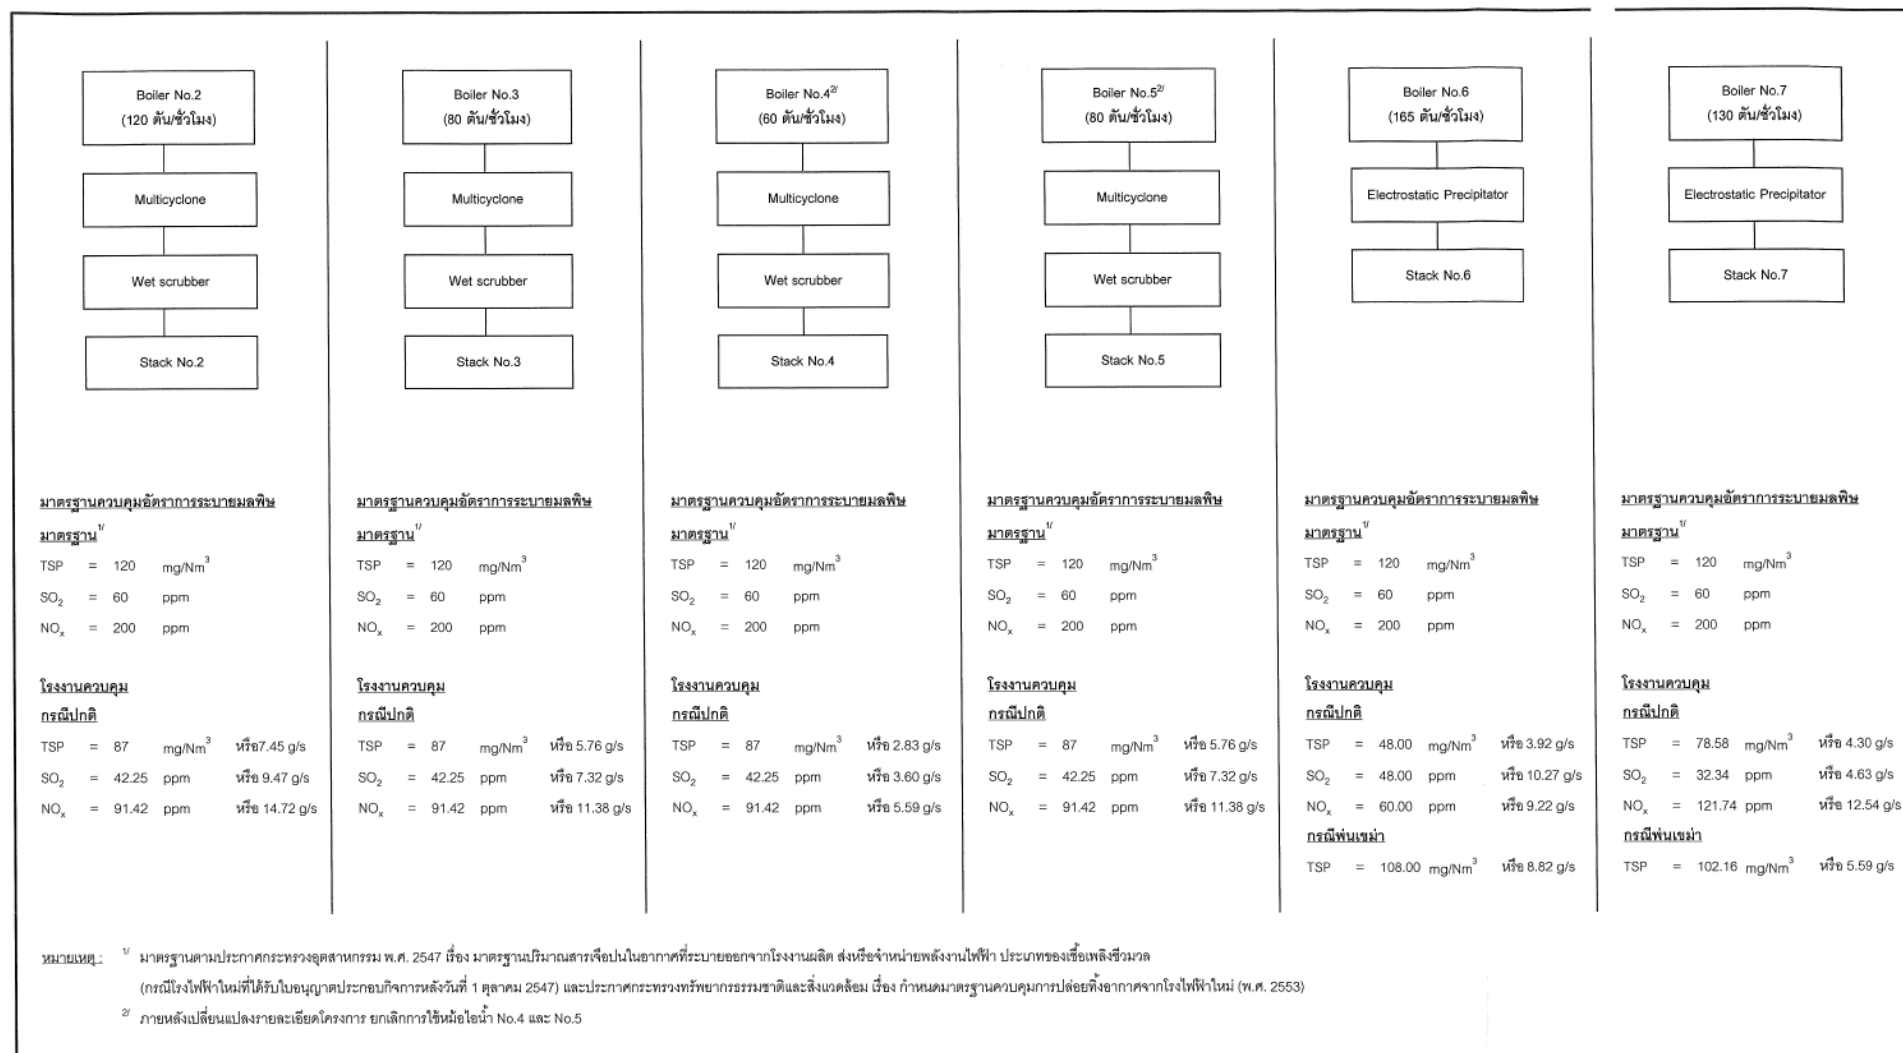 Boiler No.2
(120 ตัน/ชั่วโมง)
Multicyclone
Wet scrubber
Stack No.2
มาตรฐานควบคุมอัตราการระบายมลพิษ
มาตรฐาน1/
TSP = 120 mg/Nm3
SO2 = 60 ppm
NOx = 200 ppm
โรงงานควบคุม
กรณีปกติ
TSP = 87 mg/Nm3 หรือ7.45 g/s
SO2 = 42.25 ppm หรือ 9.47 g/s
NOx = 91.42 ppm หรือ 14.72 g/s
Boiler No.3
(80 ตัน/ชั่วโมง)
Multicyclone
Wet scrubber
Stack No.3
มาตรฐานควบคุมอัตราการระบายมลพิษ
มาตรฐาน1/
TSP = 120 mg/Nm3
SO2 = 60 ppm
NOx = 200 ppm
โรงงานควบคุม
กรณีปกติ
TSP = 87 mg/Nm3 หรือ 5.76 g/s
SO2 = 42.25 ppm หรือ 7.32 g/s
NOx = 91.42 ppm หรือ 11.38 g/s
Boiler No.42/
(60 ตัน/ชั่วโมง)
Multicyclone
Wet scrubber
Stack No.4
มาตรฐานควบคุมอัตราการระบายมลพิษ
มาตรฐาน1/
TSP = 120 mg/Nm3
SO2 = 60 ppm
NOx = 200 ppm
โรงงานควบคุม
กรณีปกติ
TSP = 87 mg/Nm3 หรือ 2.83 g/s
SO2 = 42.25 ppm หรือ 3.60 g/s
NOx = 91.42 ppm หรือ 5.59 g/s
Boiler No.52/
(80 ตัน/ชั่วโมง)
Multicyclone
Wet scrubber
Stack No.5
มาตรฐานควบคุมอัตราการระบายมลพิษ
มาตรฐาน1/
TSP = 120 mg/Nm3
SO2 = 60 ppm
NOx = 200 ppm
โรงงานควบคุม
กรณีปกติ
TSP = 87 mg/Nm3 หรือ 5.76 g/s
SO2 = 42.25 ppm หรือ 7.32 g/s
NOx = 91.42 ppm หรือ 11.38 g/s
Boiler No.6
(165 ตัน/ชั่วโมง)
Electrostatic Precipitator
Stack No.6
มาตรฐานควบคุมอัตราการระบายมลพิษ
มาตรฐาน1/
TSP = 120 mg/Nm3
SO2 = 60 ppm
NOx = 200 ppm
โรงงานควบคุม
กรณีปกติ
TSP = 48.00 mg/Nm3 หรือ 3.92 g/s
SO2 = 48.00 ppm หรือ 10.27 g/s
NOx = 60.00 ppm หรือ 9.22 g/s
กรณีพ่นเขม่า
TSP = 108.00 mg/Nm3 หรือ 8.82 g/s
Boiler No.7
(130 ตัน/ชั่วโมง)
Electrostatic Precipitator
Stack No.7
มาตรฐานควบคุมอัตราการระบายมลพิษ
มาตรฐาน1/
TSP = 120 mg/Nm3
SO2 = 60 ppm
NOx = 200 ppm
โรงงานควบคุม
กรณีปกติ
TSP = 78.58 mg/Nm3 หรือ 4.30 g/s
SO2 = 32.34 ppm หรือ 4.63 g/s
NOx = 121.74 ppm หรือ 12.54 g/s
กรณีพ่นเขม่า
TSP = 102.16 mg/Nm3 หรือ 5.59 g/s
หมายเหตุ : 1/ มาตรฐานตามประกาศกระทรวงอุตสาหกรรม พ.ศ. 2547 เรื่อง มาตรฐานปริมาณสารเจือปนในอากาศที่ระบายออกจากโรงงานผลิต ส่งหรือจำหน่ายพลังงานไฟฟ้า ประเภทของเชื้อเพลิงชีวมวล
(กรณีโรงไฟฟ้าใหม่ที่ได้รับใบอนุญาตประกอบกิจการหลังวันที่ 1 ตุลาคม 2547) และประกาศกระทรวงทรัพยากรธรรมชาติและสิ่งแวดล้อม เรื่อง กำหนดมาตรฐานควบคุมการปล่อยทิ้งอากาศจากโรงไฟฟ้าใหม่ (พ.ศ. 2553)
2/ ภายหลังเปลี่ยนแปลงรายละเอียดโครงการ ยกเลิกการใช้หม้อไอน้ำ No.4 และ No.5